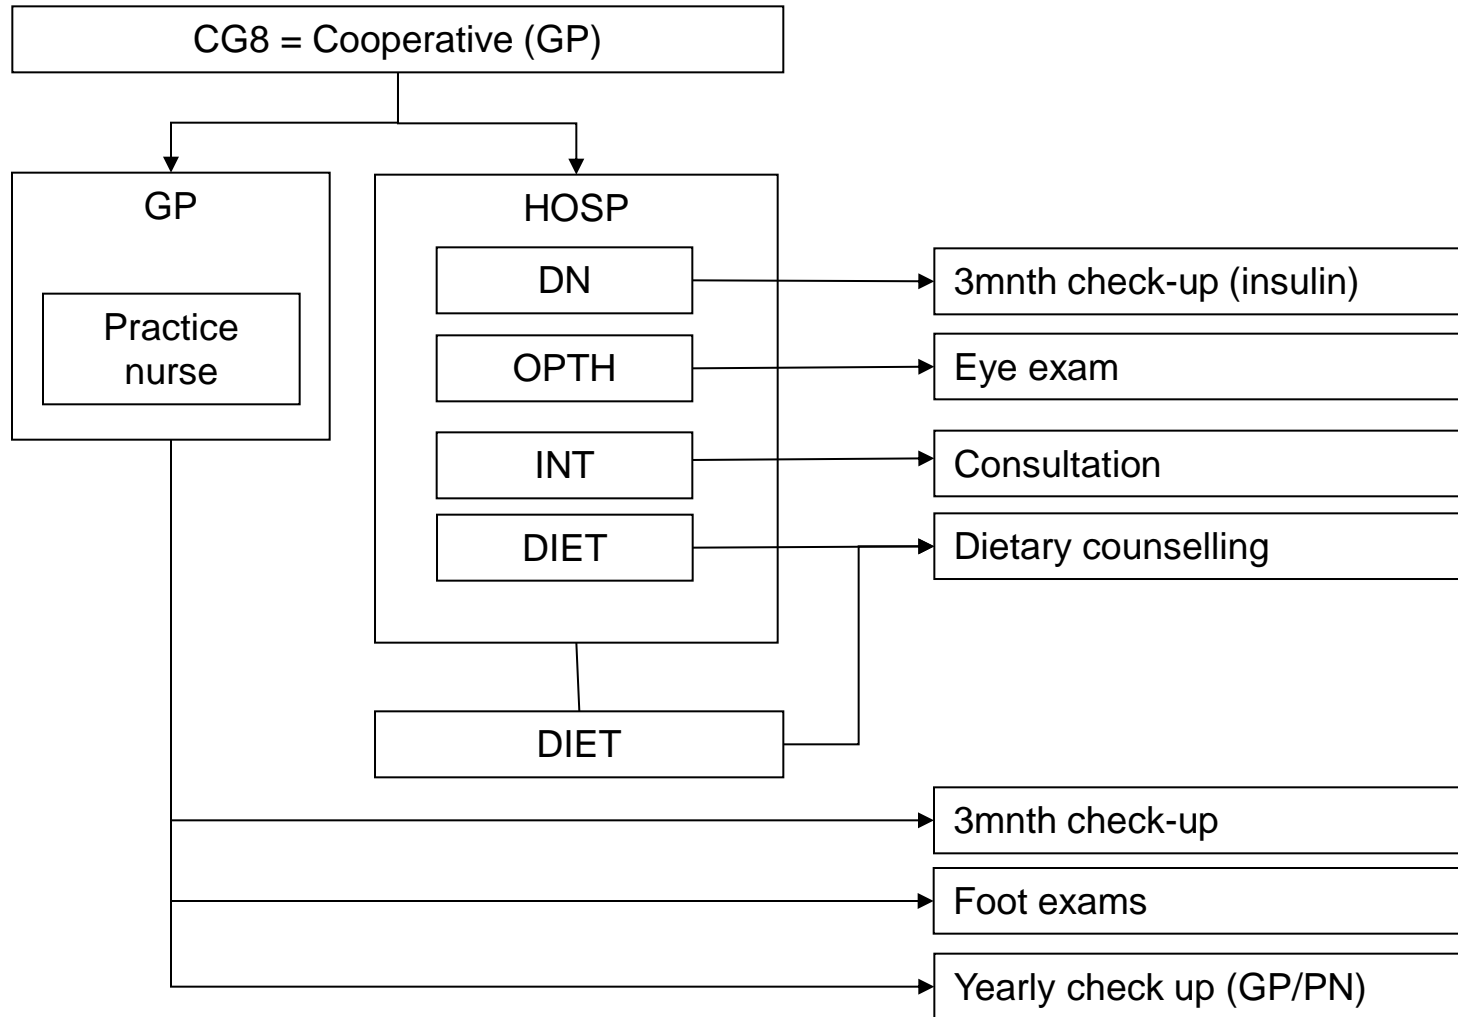 CG8 = Cooperative (GP)
GP
Practice
nurse
HOSP
DN
OPTH
INT
DIET
DIET
3mnth check-up (insulin)
Eye exam
Consultation
Dietary counselling
3mnth check-up
Foot exams
Yearly check up (GP/PN)